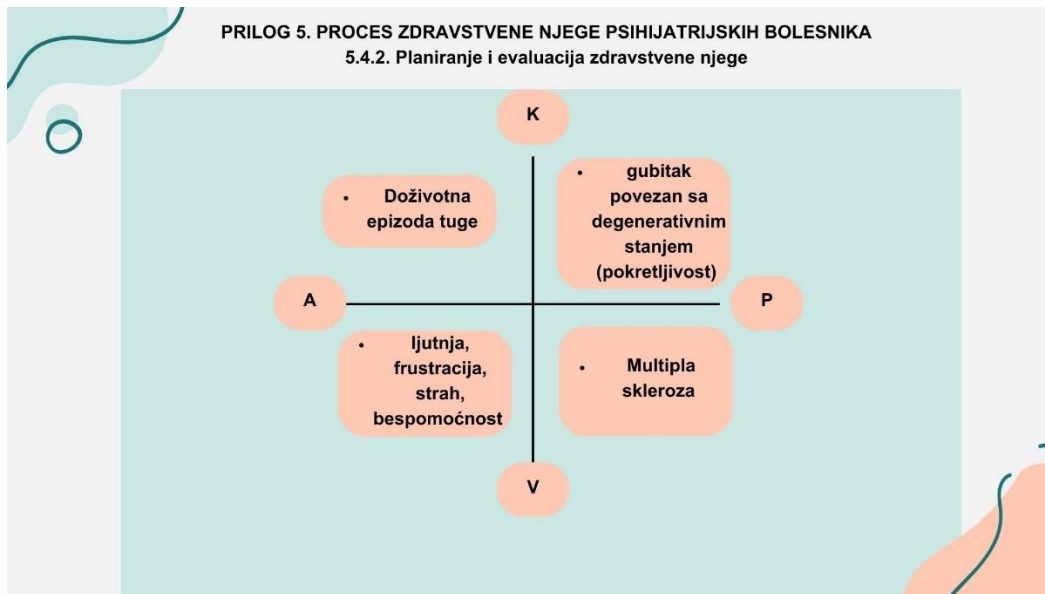 PRILOG 5. PROCES ZDRAVSTVENE NJEGE PSIHIJATRIJSKIH BOLESNIKA
5.4.2. Planiranje i evaluacija zdravstvene njege
K
• Doživotna
epizoda tuge
• gubitak
povezan sa
degenerativnim
stanjem
(pokretljivost)
A
P
• ljutnja,
frustracija,
strah,
bespomoćnost
• Multipla
skleroza
V